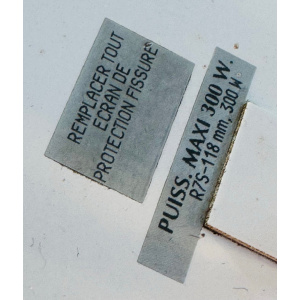 REMPLACER TOUT
ECRAN DE
PROTECTION FISSURE
PUISS. MAXI 300 W.
R7S-118 mm. 300 W